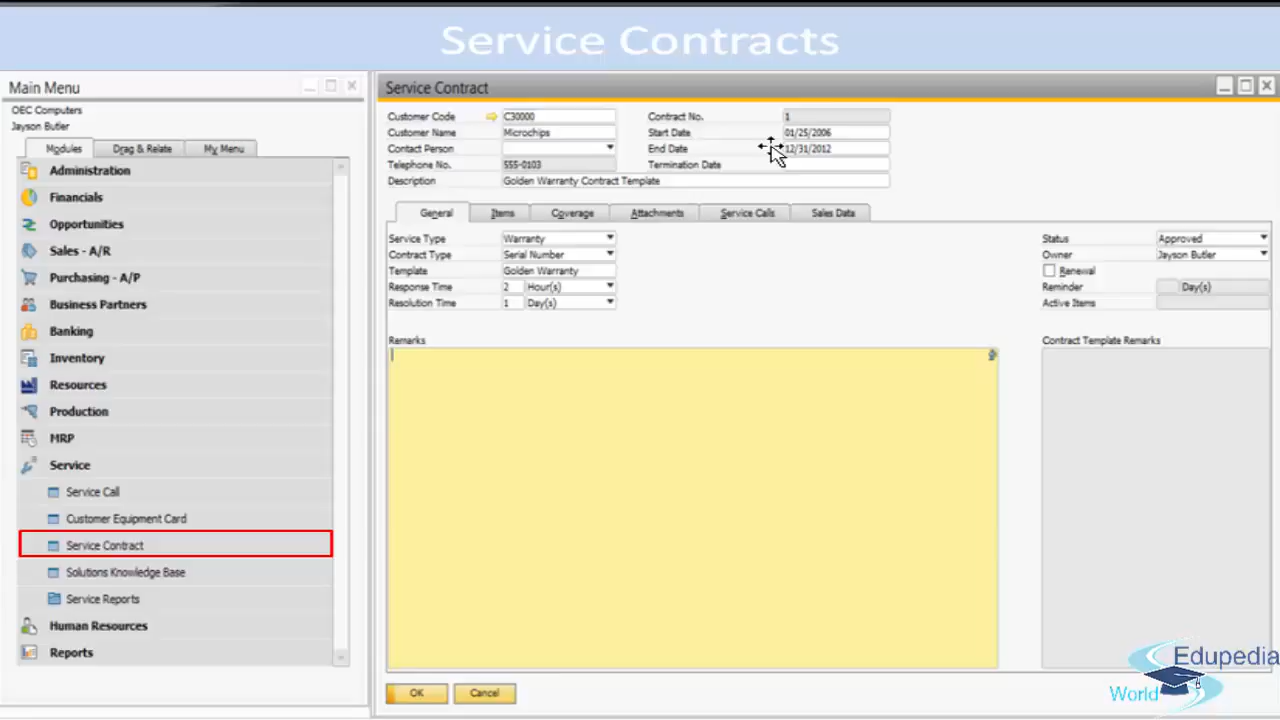 Service Contracts
Main Menu
OEC Computers
Jayson Butler
Modules
Drag & Relate
My Menu
Administration
Financials
Opportunities
Sales - A/R
Purchasing - A/P
Business Partners
Banking
Inventory
Resources
Production
MRP
Service
Service Call
Customer Equipment Card
Service Contract
Solutions Knowledge Base
Service Reports
Human Resources
Reports
Service Contract
Customer Code C30000
Customer Name Microchips
Contact Person
Telephone No. 555-0103
Description Golden Warranty Contract Template
Contract No. 1
Start Date 01/25/2006
End Date 12/31/2012
Termination Date
General
Items
Coverage
Attachments
Service Calls
Sales Data
Service Type Warranty
Contract Type Serial Number
Template Golden Warranty
Response Time 2 Hour(s)
Resolution Time 1 Day(s)
Status Approved
Owner Jayson Butler
Renewal
Reminder Day(s)
Active Items
Remarks
Contract Template Remarks
OK
Cancel
Edupedia
World